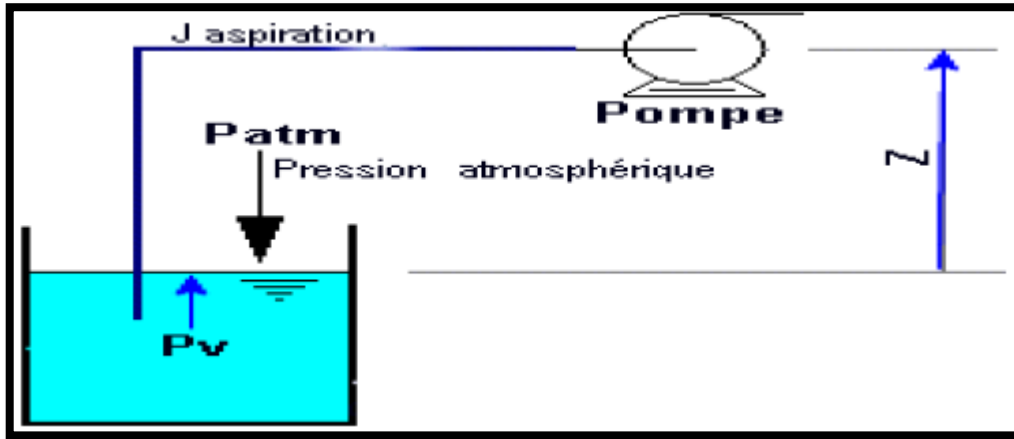 J aspiration
Pompe
Patm
Pression atmosphérique
Z
Pv